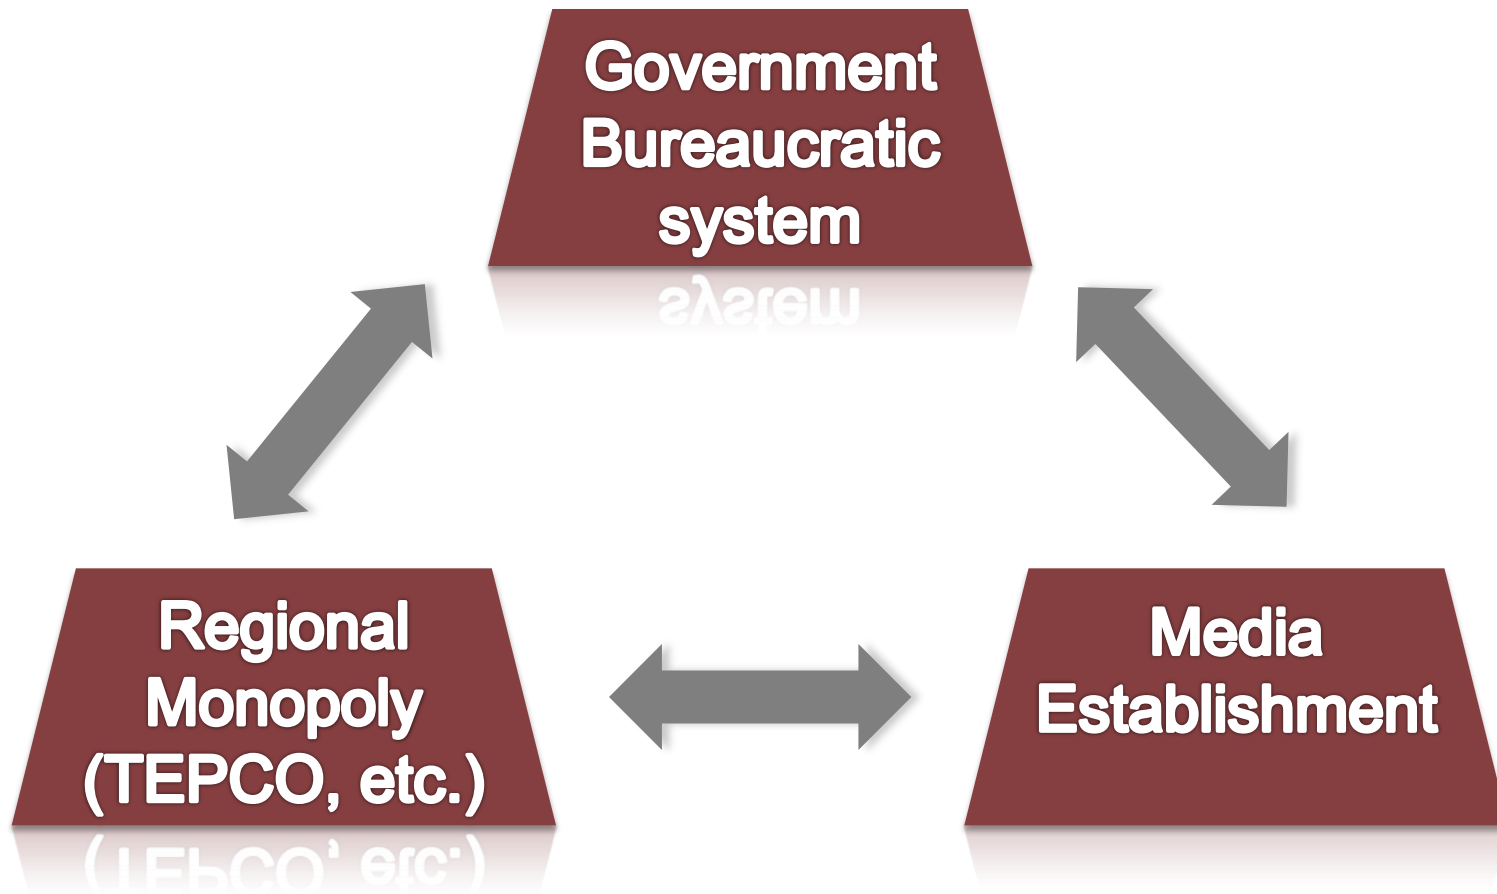 Government
Bureaucratic
system
Regional
Monopoly
(TEPCO, etc.)
Media
Establishment